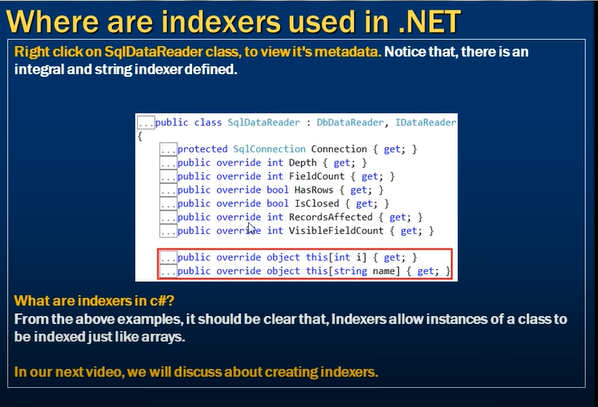 Where are indexers used in .NET
Right click on SqlDataReader class, to view it's metadata. Notice that, there is an
integral and string indexer defined.
...public class SqlDataReader : DbDataReader, IDataReader
{
...protected SqlConnection Connection { get; }
...public override int Depth { get; }
...public override int FieldCount { get; }
...public override bool HasRows { get; }
...public override bool IsClosed { get; }
...public override int RecordsAffected { get; }
...public override int VisibleFieldCount { get; }
...public override object this[int i] { get; }
...public override object this[string name] { get; }
What are indexers in c#?
From the above examples, it should be clear that, Indexers allow instances of a class to
be indexed just like arrays.
In our next video, we will discuss about creating indexers.